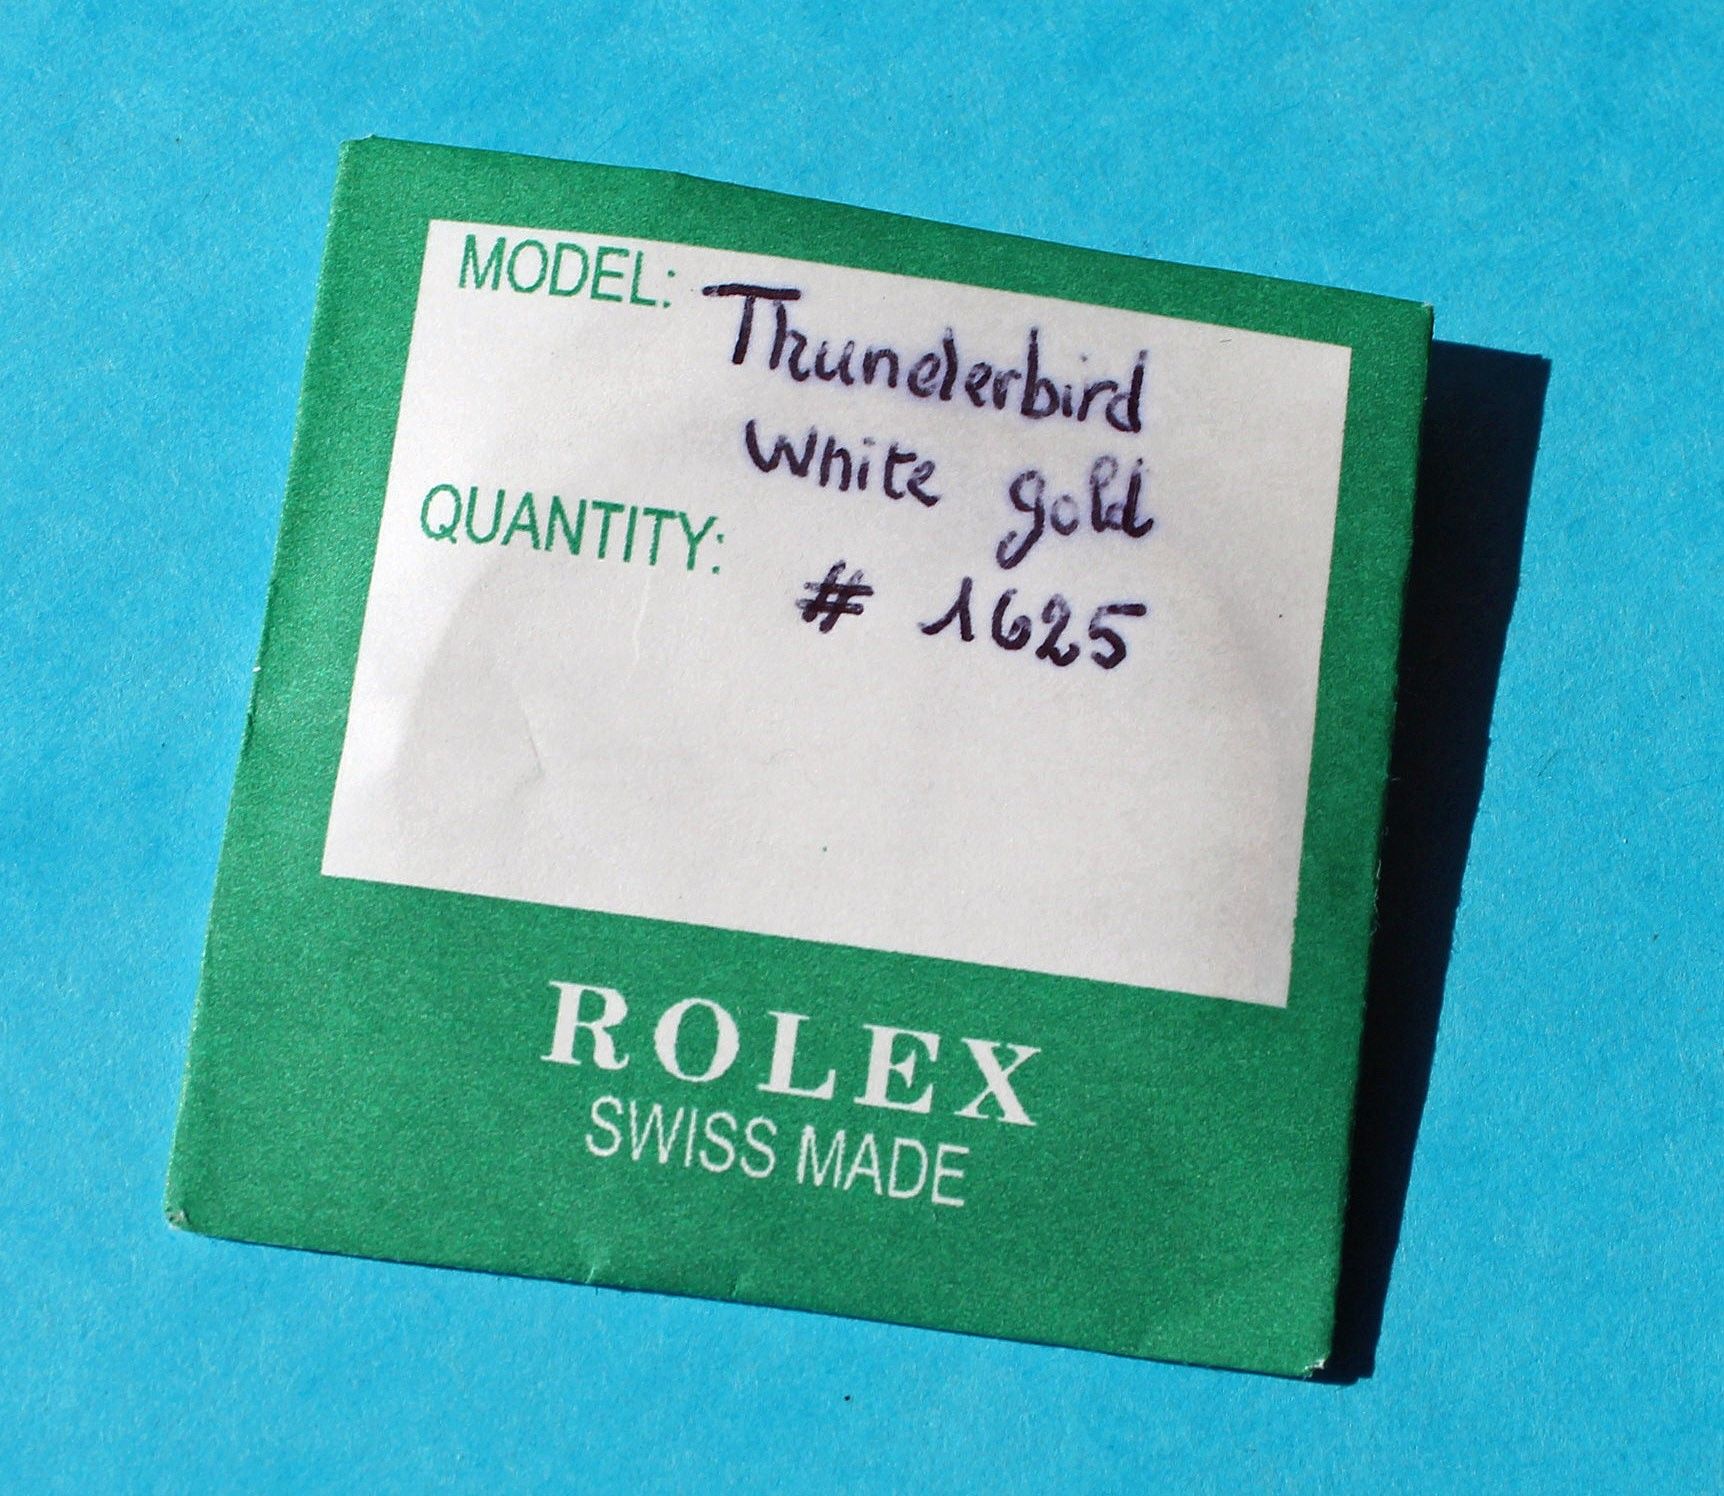 MODEL: Thunderbird
White gold
QUANTITY:
# 1625
ROLEX
SWISS MADE